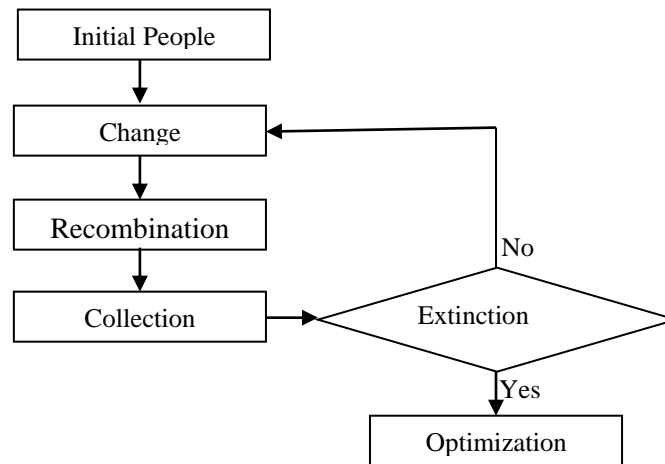 Initial People
Change
Recombination
No
Collection
Extinction
Yes
Optimization